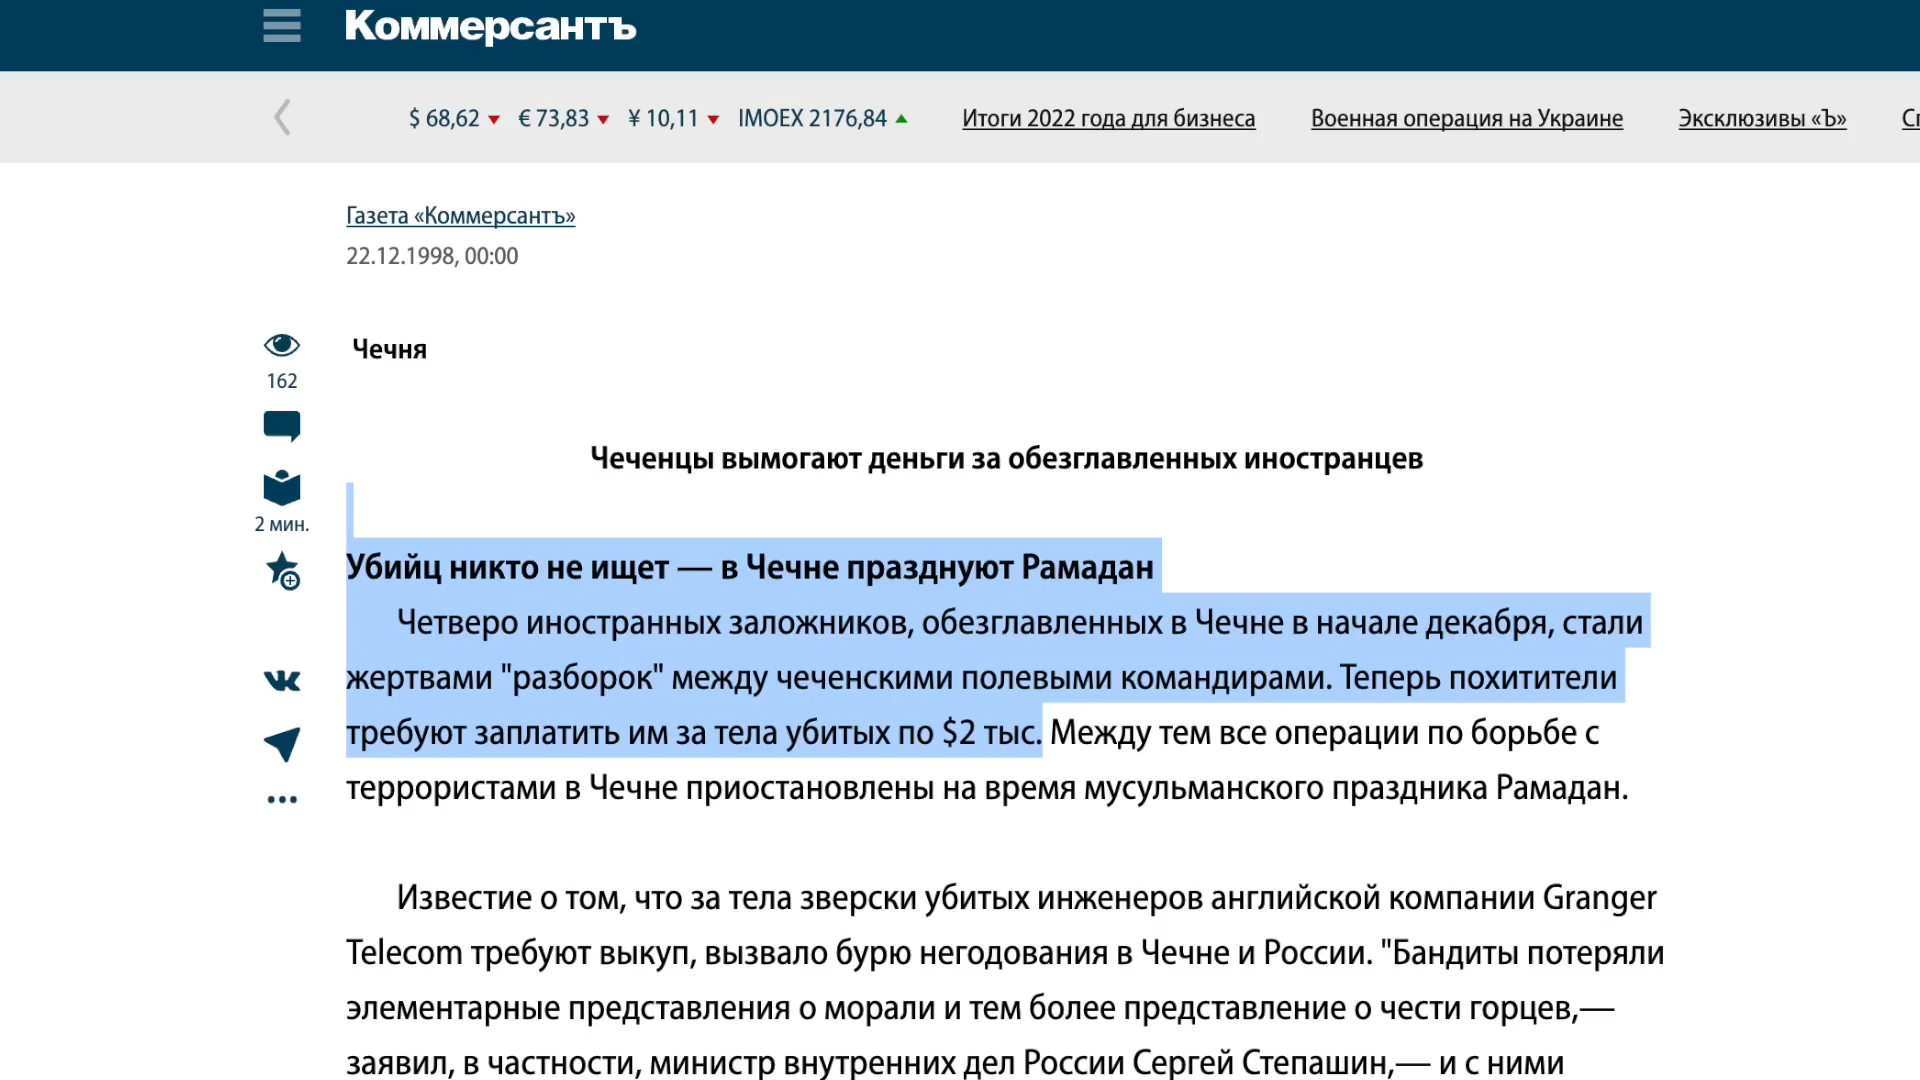 Коммерсантъ
$ 68,62 € 73,83 ¥ 10,11 IMOEX 2176,84 Итоги 2022 года для бизнеса Военная операция на Украине Эксклюзивы «Ъ»
Газета «Коммерсантъ»
22.12.1998, 00:00
162
2 мин.
Чечня
Чеченцы вымогают деньги за обезглавленных иностранцев
Убийц никто не ищет — в Чечне празднуют Рамадан
Четверо иностранных заложников, обезглавленных в Чечне в начале декабря, стали
жертвами "разборок" между чеченскими полевыми командирами. Теперь похитители
требуют заплатить им за тела убитых по $2 тыс. Между тем все операции по борьбе с
террористами в Чечне приостановлены на время мусульманского праздника Рамадан.
Известие о том, что за тела зверски убитых инженеров английской компании Granger
Telecom требуют выкуп, вызвало бурю негодования в Чечне и России. "Бандиты потеряли
элементарные представления о морали и тем более представление о чести горцев,—
заявил, в частности, министр внутренних дел России Сергей Степашин,— и с ними